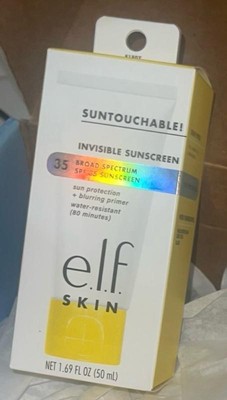 SUNTOUCHABLE!
INVISIBLE SUNSCREEN
35 BROAD SPECTRUM
SPF 35 SUNSCREEN
sun protection
+ blurring primer
water-resistant
(80 minutes)
e.l.f.
SKIN
NET 1.69 FL OZ (50 mL)